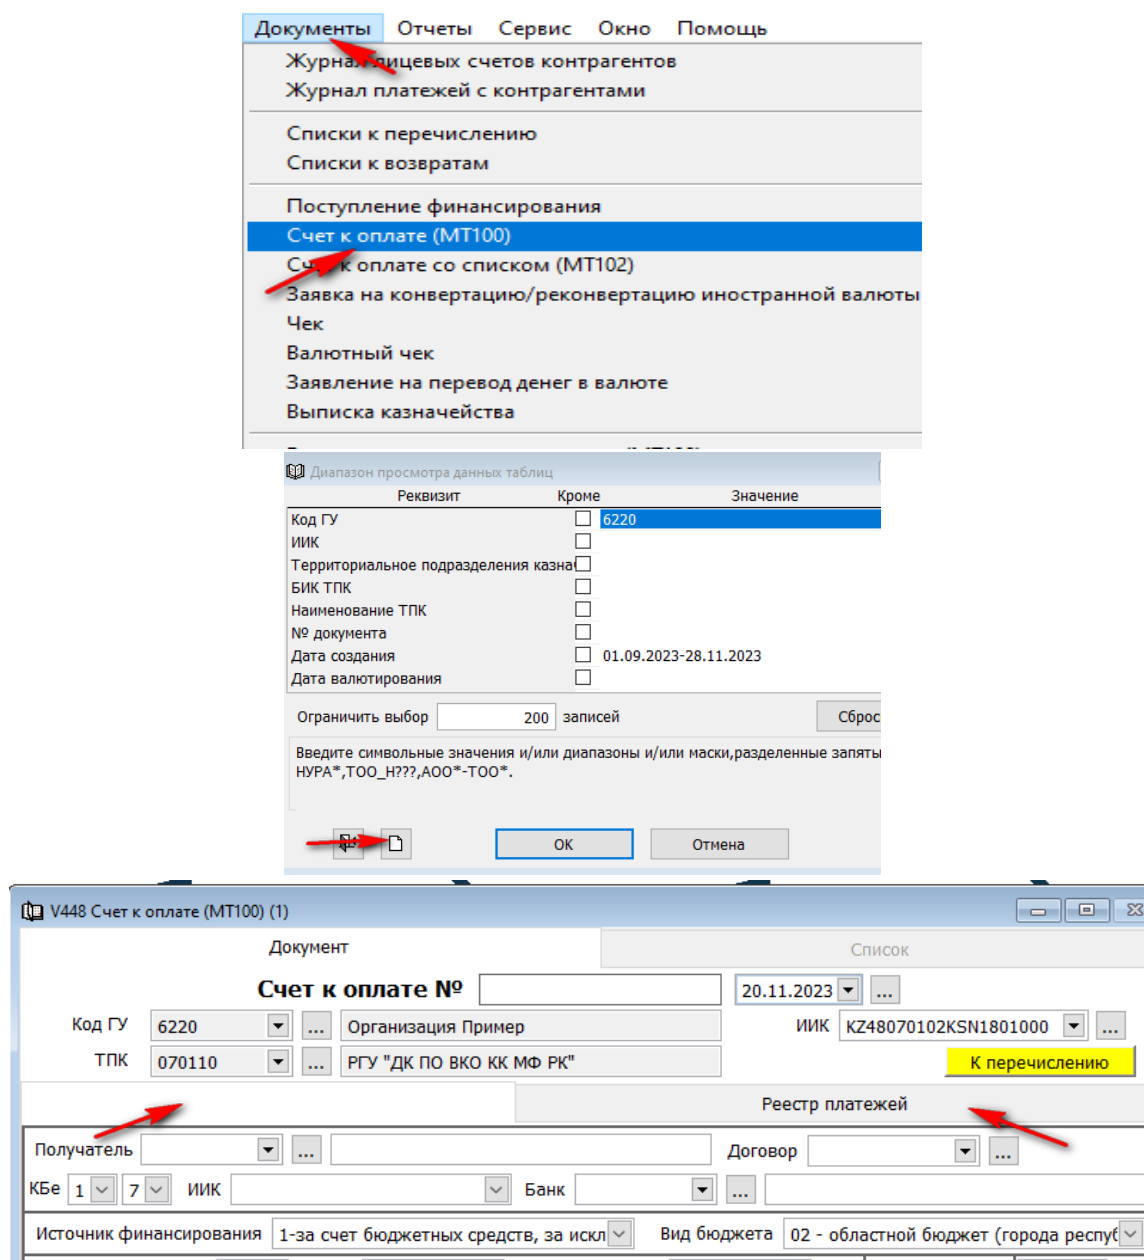 Документы Отчеты Сервис Окно Помощь
Журнал лицевых счетов контрагентов
Журнал платежей с контрагентами
Списки к перечислению
Списки к возвратам
Поступление финансирования
Счет к оплате (МТ100)
Счет к оплате со списком (МТ102)
Заявка на конвертацию/реконвертацию иностранной валюты
Чек
Валютный чек
Заявление на перевод денег в валюте
Выписка казначейства
Диапазон просмотра данных таблиц
Реквизит Кроме Значение
Код ГУ 6220
ИИК
Территориальное подразделения казнач
БИК ТПК
Наименование ТПК
№ документа
Дата создания 01.09.2023-28.11.2023
Дата валютирования
Ограничить выбор 200 записей Сброс
Введите символьные значения и/или диапазоны и/или маски,разделенные запяты
НУРА*,ТОО_Н???,АОО*-ТОО*.
ОК Отмена
V448 Счет к оплате (МТ100) (1)
Документ Список
Счет к оплате № 20.11.2023 ...
Код ГУ 6220 ... Организация Пример ИИК KZ48070102KSN1801000 ...
ТПК 070110 ... РГУ "ДК ПО ВКО КК МФ РК" К перечислению
Реестр платежей
Получатель ... Договор ...
КБе 1 7 ИИК Банк ...
Источник финансирования 1-за счет бюджетных средств, за искл Вид бюджета 02 - областной бюджет (города респуб